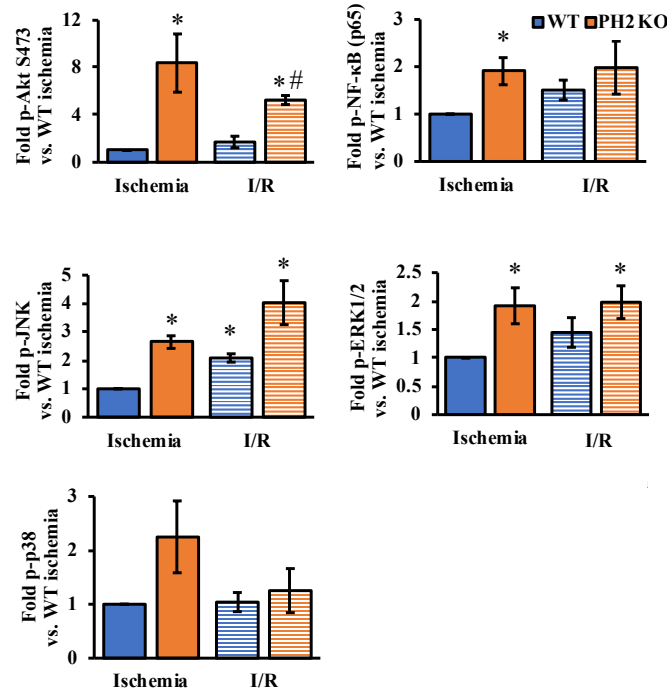 Fold p-Akt S473
vs. WT ischemia
12
8
4
0
*
*#
Ischemia
I/R
Fold p-NF-κB (p65)
vs. WT ischemia
3
2
1
0
*
WT
PH2 KO
Ischemia
I/R
Fold p-JNK
vs. WT ischemia
5
4
3
2
1
0
*
*
*
Ischemia
I/R
Fold p-ERK1/2
vs. WT ischemia
2.5
2
1.5
1
0.5
0
*
*
Ischemia
I/R
Fold p-p38
vs. WT ischemia
3
2
1
0
Ischemia
I/R